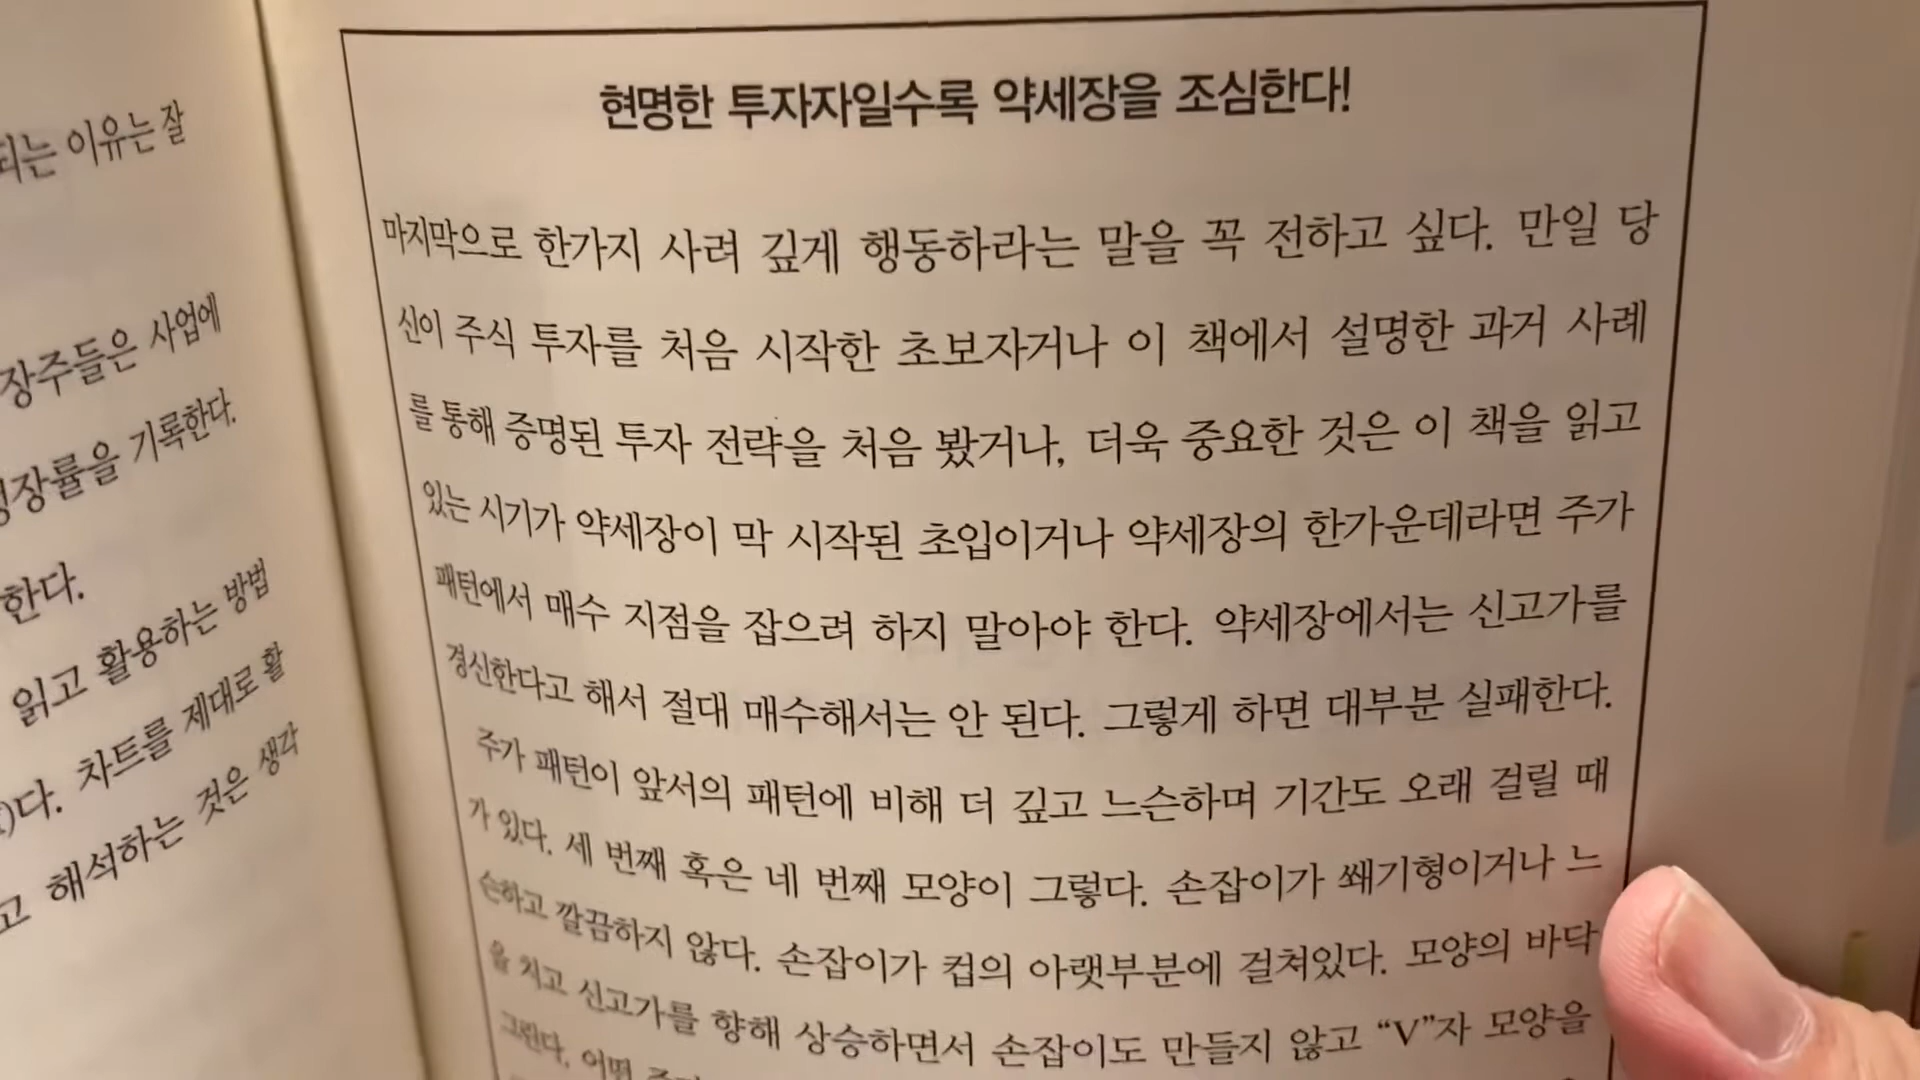 되는 이유는 잘
장주들은 사업에
성장률을 기록한다.
한다.
읽고 활용하는 방법
다. 차트를 제대로 활
고 해석하는 것은 생각
현명한 투자자일수록 약세장을 조심한다!
마지막으로 한가지 사려 깊게 행동하라는 말을 꼭 전하고 싶다. 만일 당
신이 주식 투자를 처음 시작한 초보자거나 이 책에서 설명한 과거 사례
를 통해 증명된 투자 전략을 처음 봤거나, 더욱 중요한 것은 이 책을 읽고
있는 시기가 약세장이 막 시작된 초입이거나 약세장의 한가운데라면 주가
패턴에서 매수 지점을 잡으려 하지 말아야 한다. 약세장에서는 신고가를
경신한다고 해서 절대 매수해서는 안 된다. 그렇게 하면 대부분 실패한다.
주가 패턴이 앞서의 패턴에 비해 더 깊고 느슨하며 기간도 오래 걸릴 때
가 있다. 세 번째 혹은 네 번째 모양이 그렇다. 손잡이가 쐐기형이거나 느
슨하고 깔끔하지 않다. 손잡이가 컵의 아랫부분에 걸쳐있다. 모양의 바닥
을 치고 신고가를 향해 상승하면서 손잡이도 만들지 않고 “V”자 모양을
그린다. 어떤